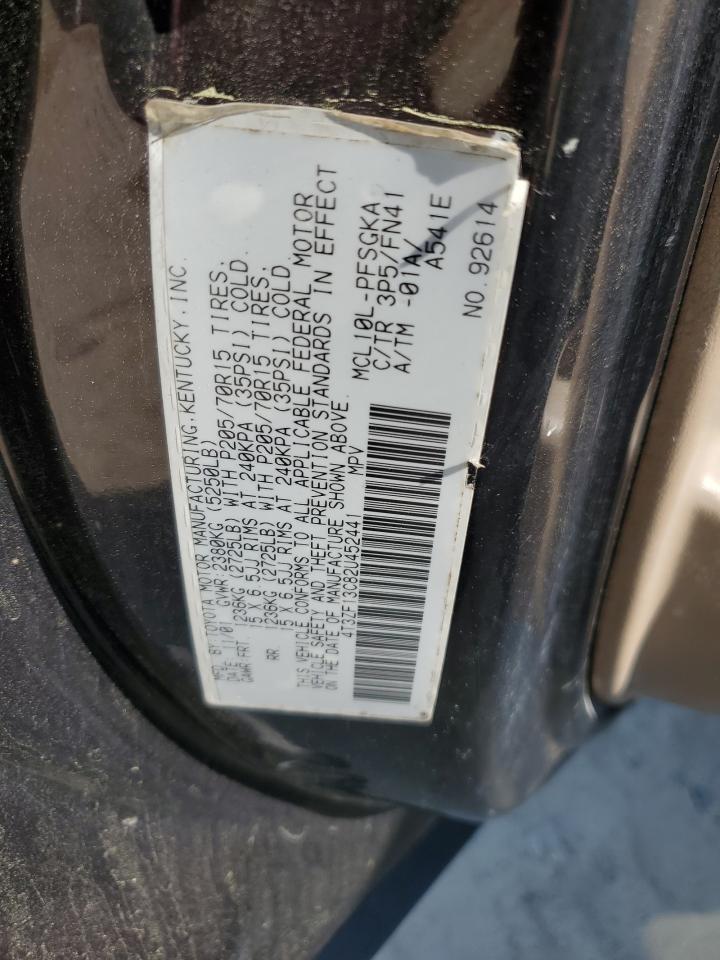 MFD. BY: TOYOTA MOTOR MANUFACTURING, KENTUCKY, INC.
DATE: 11/01 GVWR: 2380KG (5250LB)
GAWR FRT. 1236KG (2725LB) WITH P205/70R15 TIRES.
15 X 6.5JJ RIMS AT 240KPA (35PSI) COLD.
RR. 1236KG (2725LB) WITH P205/70R15 TIRES.
15 X 6.5JJ RIMS AT 240KPA (35PSI) COLD.
THIS VEHICLE CONFORMS TO ALL APPLICABLE FEDERAL MOTOR
VEHICLE SAFETY AND THEFT PREVENTION STANDARDS IN EFFECT
ON THE DATE OF MANUFACTURE SHOWN ABOVE.
4T3ZF13C82U452441 MPV
MCL10L-PFSGKA
C/TR 3P5/FN41
A/TM -01A/
A541E
NO. 92614